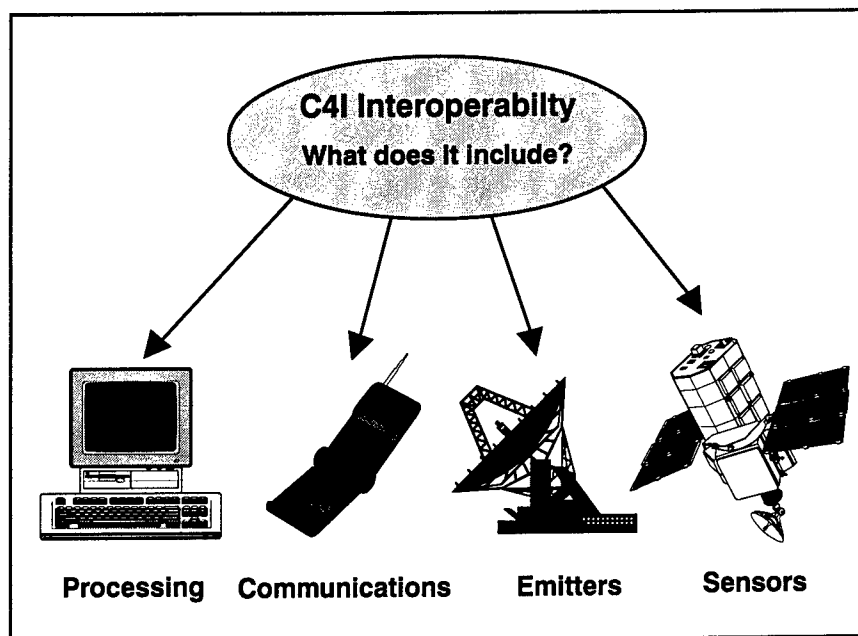 C4I Interoperabilty
What does it include?
Processing
Communications
Emitters
Sensors